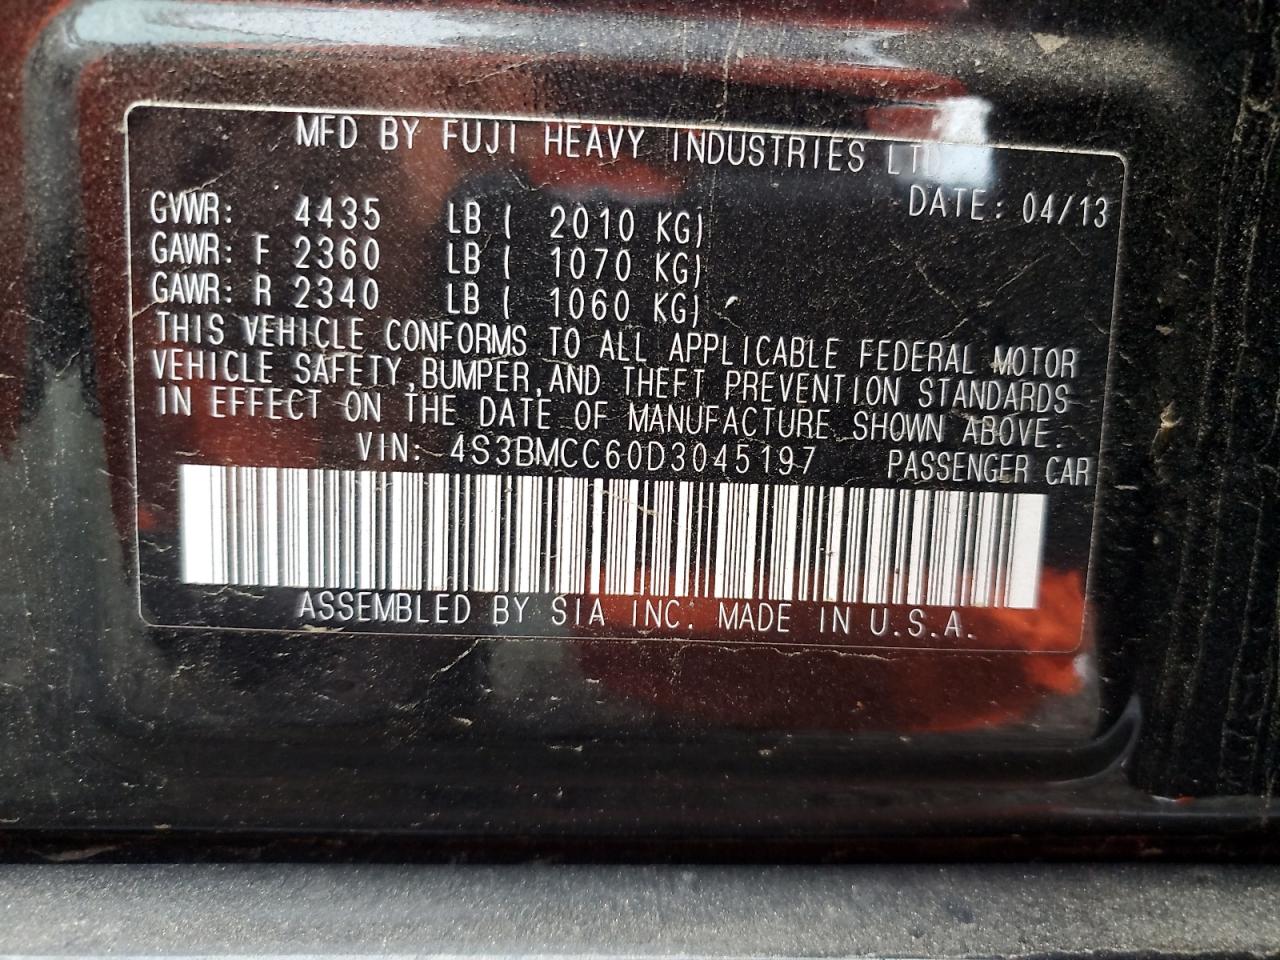 MFD BY FUJI HEAVY INDUSTRIES LTD.
DATE: 04/13
GVWR: 4435 LB ( 2010 KG)
GAWR: F 2360 LB ( 1070 KG)
GAWR: R 2340 LB ( 1060 KG)
THIS VEHICLE CONFORMS TO ALL APPLICABLE FEDERAL MOTOR
VEHICLE SAFETY,BUMPER,AND THEFT PREVENTION STANDARDS
IN EFFECT ON THE DATE OF MANUFACTURE SHOWN ABOVE.
VIN: 4S3BMCC60D3045197 PASSENGER CAR
ASSEMBLED BY SIA INC. MADE IN U.S.A.